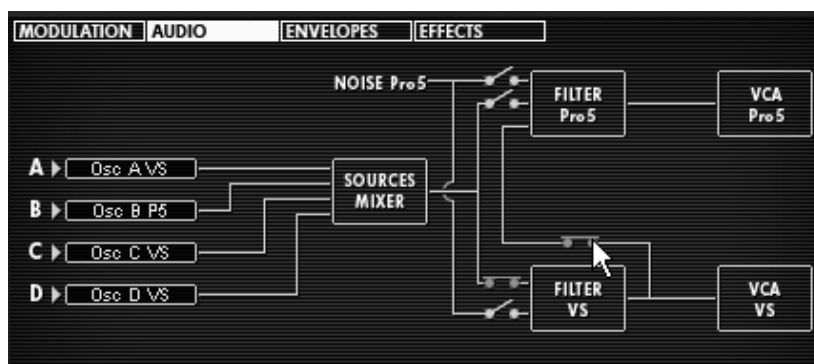 MODULATION AUDIO ENVELOPES EFFECTS
NOISE Pro5
FILTER
Pro5
VCA
Pro5
A Osc A VS
B Osc B P5
C Osc C VS
D Osc D VS
SOURCES
MIXER
FILTER
VS
VCA
VS